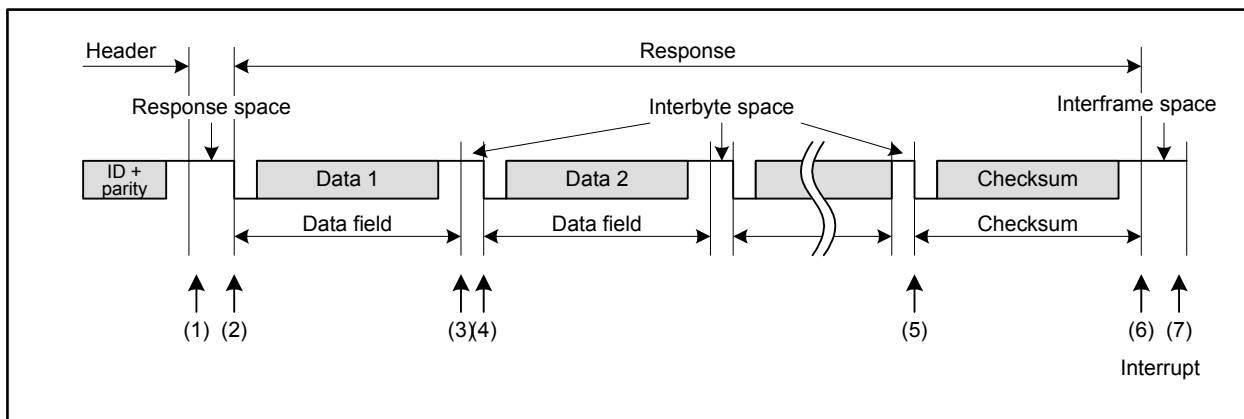 Header
Response
Response space
Interbyte space
Interframe space
ID +
parity
Data 1
Data 2
Checksum
Data field
Data field
Checksum
(1)
(2)
(3)
(4)
(5)
(6)
(7)
Interrupt